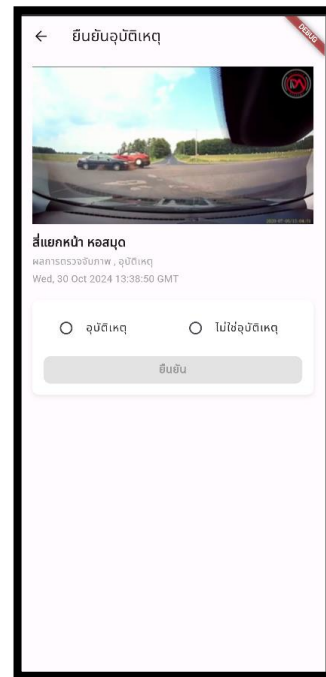 DEBUG
ยืนยันอุบัติเหตุ
สี่แยกหน้า หอสมุด
ผลการตรวจจับภาพ , อุบัติเหตุ
Wed, 30 Oct 2024 13:38:50 GMT
อุบัติเหตุ
ไม่ใช่อุบัติเหตุ
ยืนยัน